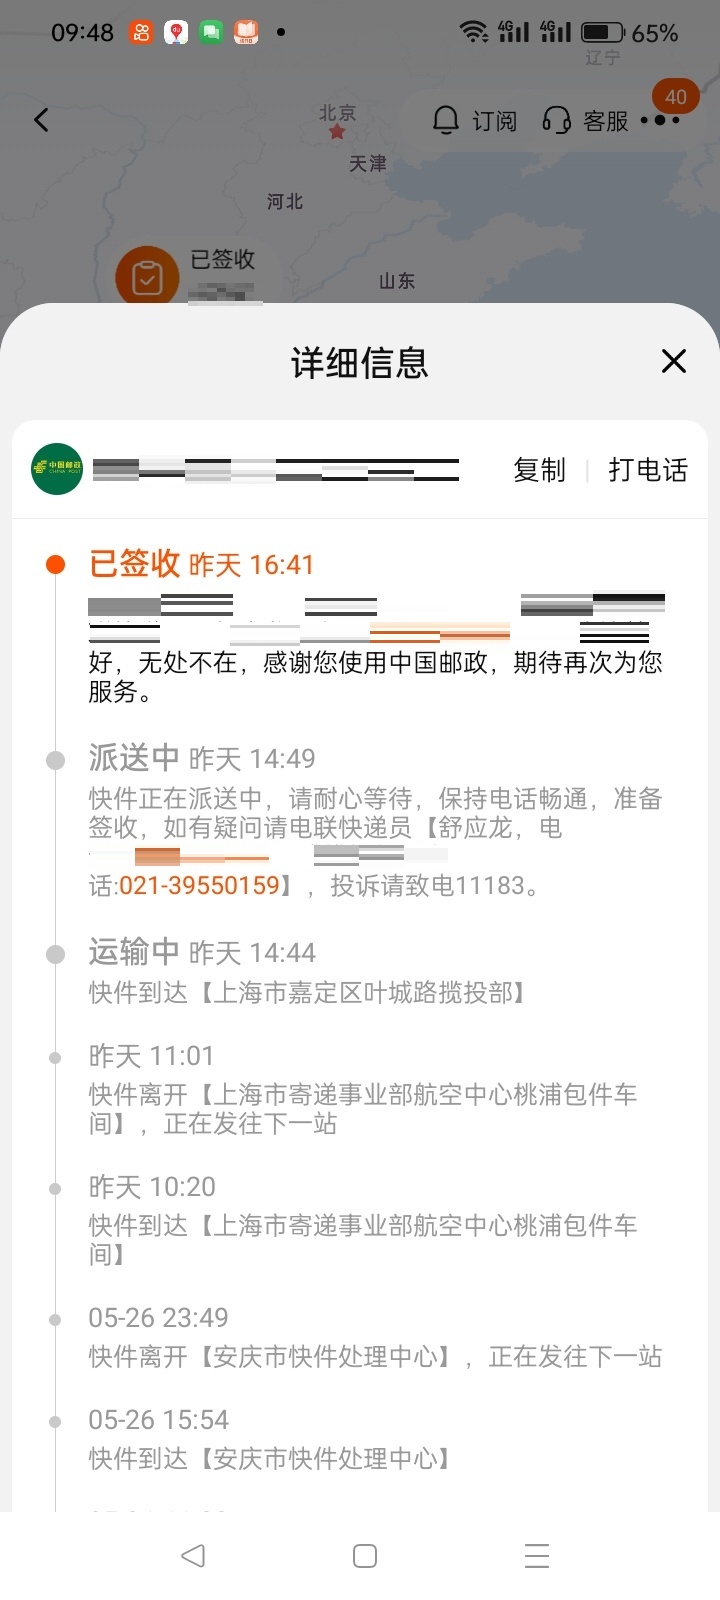 09:48
4G
4G
65%
辽宁
40
北京
订阅
客服
天津
河北
已签收
山东
详细信息
中国邮政
CHINA POST
复制
打电话
已签收 昨天 16:41
好，无处不在，感谢您使用中国邮政，期待再次为您
服务。
派送中 昨天 14:49
快件正在派送中，请耐心等待，保持电话畅通，准备
签收，如有疑问请电联快递员【舒应龙，电
话:021-39550159】，投诉请致电11183。
运输中 昨天 14:44
快件到达【上海市嘉定区叶城路揽投部】
昨天 11:01
快件离开【上海市寄递事业部航空中心桃浦包件车
间】，正在发往下一站
昨天 10:20
快件到达【上海市寄递事业部航空中心桃浦包件车
间】
05-26 23:49
快件离开【安庆市快件处理中心】，正在发往下一站
05-26 15:54
快件到达【安庆市快件处理中心】